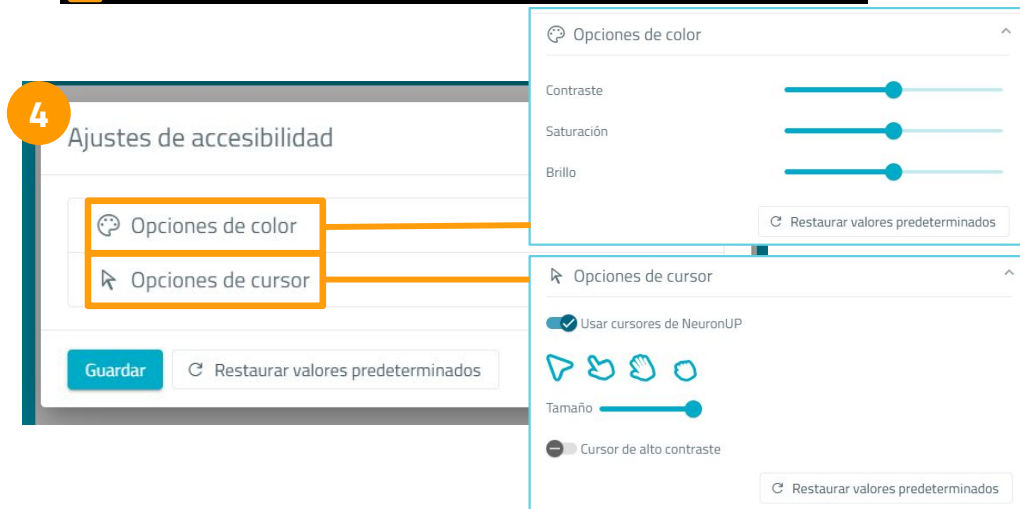 4
Ajustes de accesibilidad
Opciones de color
Opciones de cursor
Guardar
Restaurar valores predeterminados
Opciones de color
Contraste
Saturación
Brillo
Restaurar valores predeterminados
Opciones de cursor
Usar cursores de NeuronUP
Tamaño
Cursor de alto contraste
Restaurar valores predeterminados